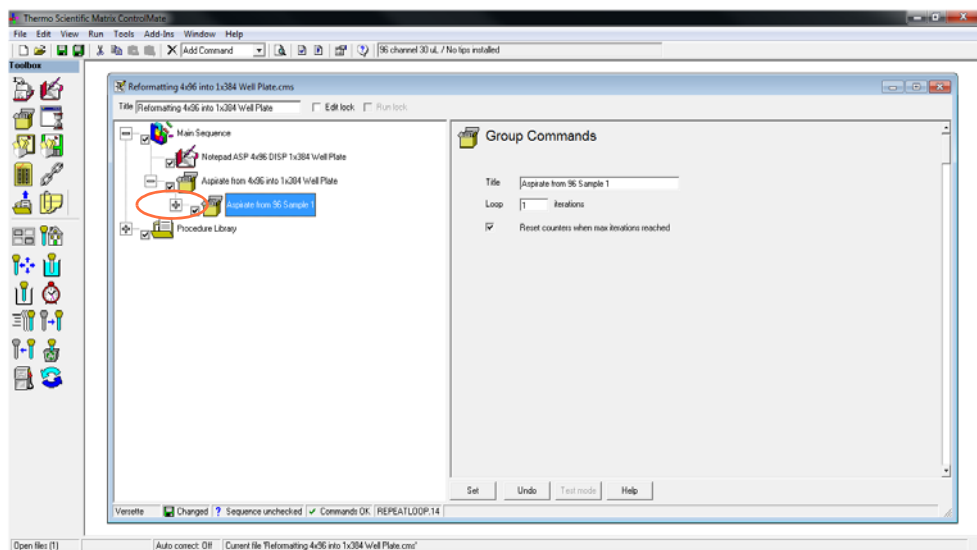 Thermo Scientific Matrix ControlMate
File Edit View Run Tools Add-Ins Window Help
Add Command
96 channel 30 uL / No tips installed
Toolbox
Reformatting 4x96 into 1x384 Well Plate.cms
Title Reformatting 4x96 into 1x384 Well Plate Edit lock Run lock
Main Sequence
Notepad ASP 4x96 DISP 1x384 Well Plate
Aspirate from 4x96 into 1x384 Well Plate
Aspirate from 96 Sample 1
Procedure Library
Group Commands
Title Aspirate from 96 Sample 1
Loop 1 iterations
Reset counters when max iterations reached
Set Undo Test mode Help
Versette Changed ? Sequence unchecked Commands OK REPEATLOOP.14
Open files (1) Auto correct: Off Current file 'Reformatting 4x96 into 1x384 Well Plate.cms'